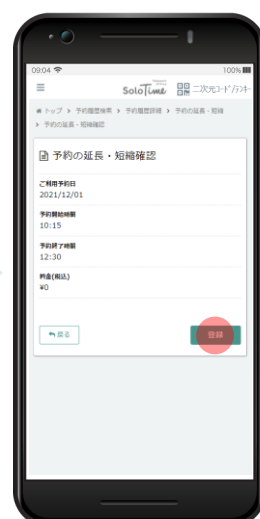 09:04 100%
SoloTime 二次元ｺｰﾄﾞ/ｱﾝｹｰ
トップ > 予約履歴検索 > 予約履歴詳細 > 予約の延長・短縮
> 予約の延長・短縮確認
予約の延長・短縮確認
ご利用予約日
2021/12/01
予約開始時間
10:15
予約終了時間
12:30
料金(税込)
¥0
戻る 登録